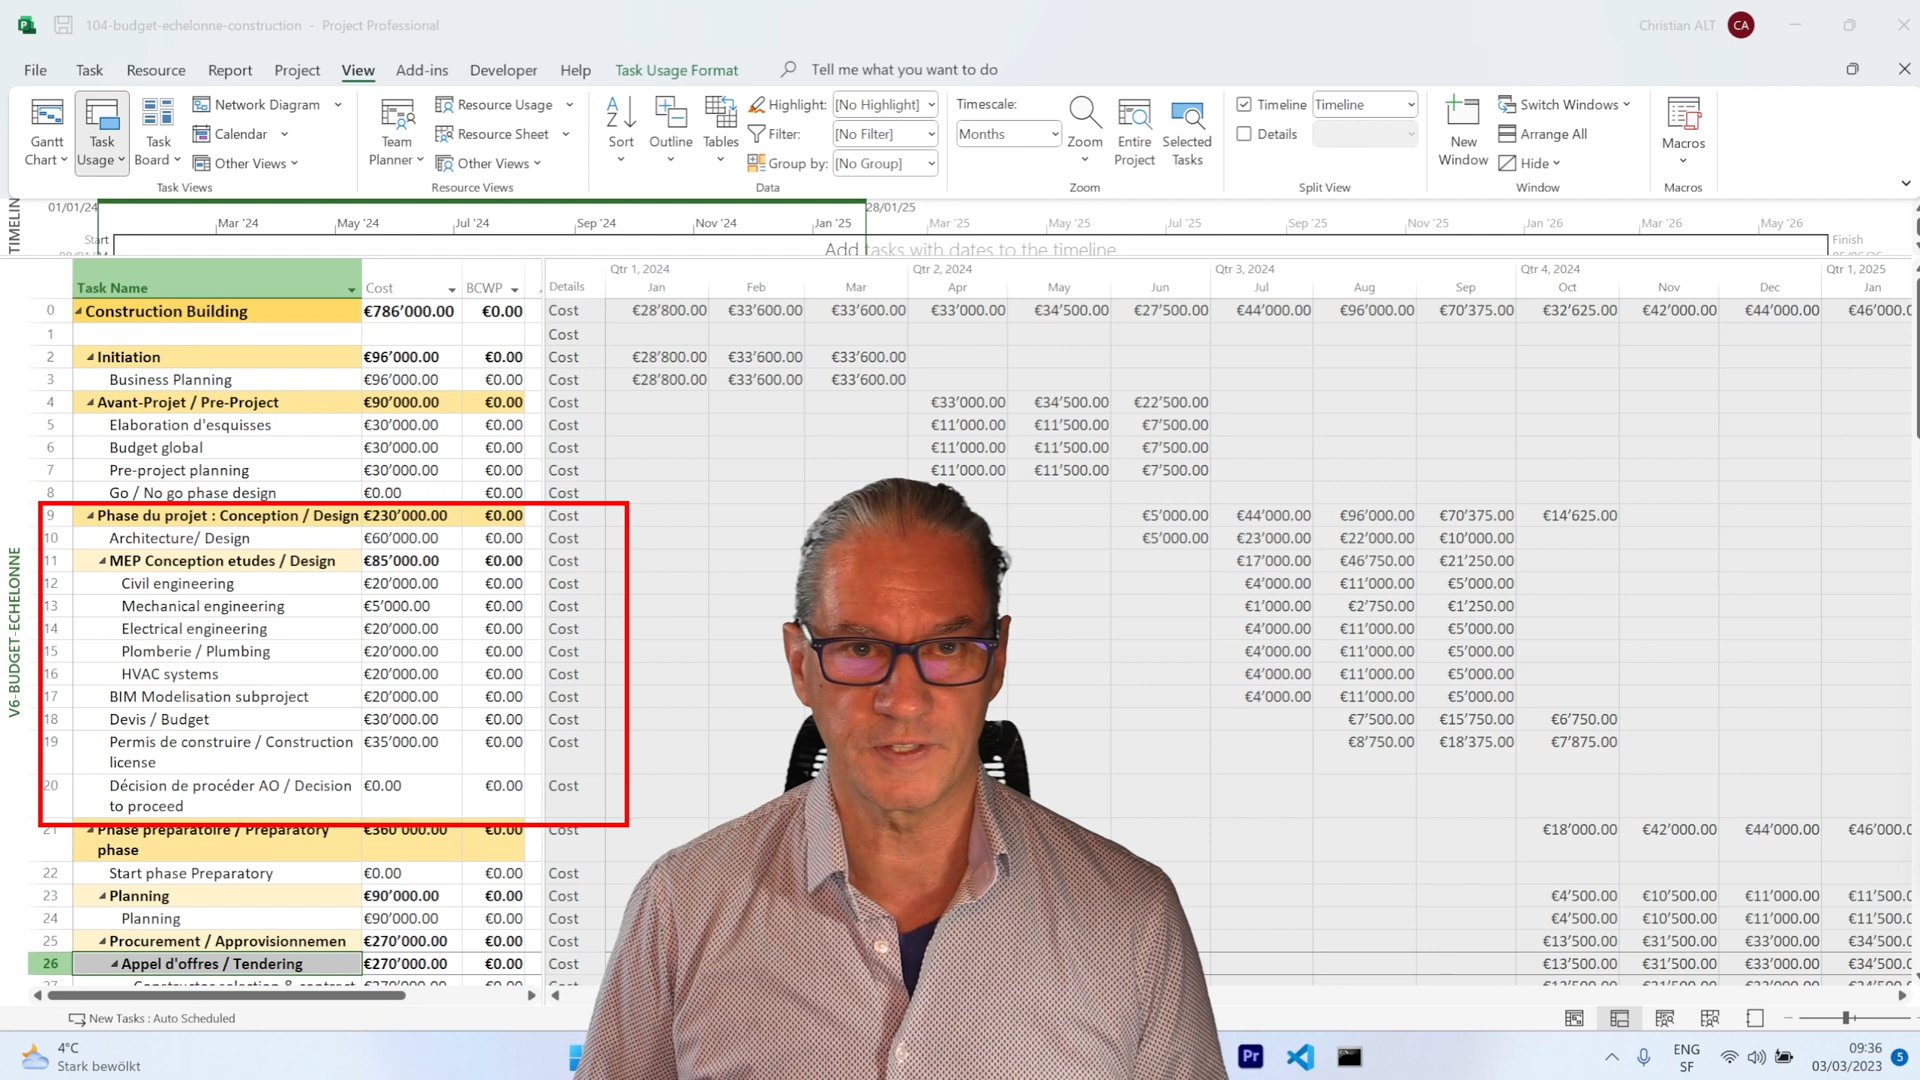 104-budget-echelonne-construction - Project Professional
Christian ALT CA
File Task Resource Report Project View Add-ins Developer Help Task Usage Format Tell me what you want to do
Gantt Chart
Task Usage
Task Board
Network Diagram
Calendar
Other Views
Task Views
Team Planner
Resource Usage
Resource Sheet
Other Views
Resource Views
Sort
Outline
Tables
Highlight: [No Highlight]
Filter: [No Filter]
Group by: [No Group]
Data
Timescale:
Months
Zoom
Entire Project
Selected Tasks
Zoom
Timeline Timeline
Details
Split View
New Window
Switch Windows
Arrange All
Hide
Window
Macros
Macros
TIMELIN
01/01/24 28/01/25
Mar '24 May '24 Jul '24 Sep '24 Nov '24 Jan '25 Mar '25 May '25 Jul '25 Sep '25 Nov '25 Jan '26 Mar '26 May '26
Start
Add tasks with dates to the timeline
Finish
V6-BUDGET-ECHELONNE
Qtr 1, 2024 Qtr 2, 2024 Qtr 3, 2024 Qtr 4, 2024 Qtr 1, 2025
Task Name Cost BCWP Details Jan Feb Mar Apr May Jun Jul Aug Sep Oct Nov Dec Jan
0 Construction Building €786’000.00 €0.00 Cost €28’800.00 €33’600.00 €33’600.00 €33’000.00 €34’500.00 €27’500.00 €44’000.00 €96’000.00 €70’375.00 €32’625.00 €42’000.00 €44’000.00 €46’000.0
1 Cost
2 Initiation €96’000.00 €0.00 Cost €28’800.00 €33’600.00 €33’600.00
3 Business Planning €96’000.00 €0.00 Cost €28’800.00 €33’600.00 €33’600.00
4 Avant-Projet / Pre-Project €90’000.00 €0.00 Cost €33’000.00 €34’500.00 €22’500.00
5 Elaboration d'esquisses €30’000.00 €0.00 Cost €11’000.00 €11’500.00 €7’500.00
6 Budget global €30’000.00 €0.00 Cost €11’000.00 €11’500.00 €7’500.00
7 Pre-project planning €30’000.00 €0.00 Cost €11’000.00 €11’500.00 €7’500.00
8 Go / No go phase design €0.00 €0.00 Cost
9 Phase du projet : Conception / Design €230’000.00 €0.00 Cost €5’000.00 €44’000.00 €96’000.00 €70’375.00 €14’625.00
10 Architecture/ Design €60’000.00 €0.00 Cost €5’000.00 €23’000.00 €22’000.00 €10’000.00
11 MEP Conception etudes / Design €85’000.00 €0.00 Cost €17’000.00 €46’750.00 €21’250.00
12 Civil engineering €20’000.00 €0.00 Cost €4’000.00 €11’000.00 €5’000.00
13 Mechanical engineering €5’000.00 €0.00 Cost €1’000.00 €2’750.00 €1’250.00
14 Electrical engineering €20’000.00 €0.00 Cost €4’000.00 €11’000.00 €5’000.00
15 Plomberie / Plumbing €20’000.00 €0.00 Cost €4’000.00 €11’000.00 €5’000.00
16 HVAC systems €20’000.00 €0.00 Cost €4’000.00 €11’000.00 €5’000.00
17 BIM Modelisation subproject €20’000.00 €0.00 Cost €4’000.00 €11’000.00 €5’000.00
18 Devis / Budget €30’000.00 €0.00 Cost €7’500.00 €15’750.00 €6’750.00
19 Permis de construire / Construction €35’000.00 €0.00 Cost €8’750.00 €18’375.00 €7’875.00
license
20 Décision de procéder AO / Decision €0.00 €0.00 Cost
to proceed
21 Phase préparatoire / Preparatory €360’000.00 €0.00 Cost €18’000.00 €42’000.00 €44’000.00 €46’000.0
phase
22 Start phase Preparatory €0.00 €0.00 Cost
23 Planning €90’000.00 €0.00 Cost €4’500.00 €10’500.00 €11’000.00 €11’500.0
24 Planning €90’000.00 €0.00 Cost €4’500.00 €10’500.00 €11’000.00 €11’500.0
25 Procurement / Approvisionnemen €270’000.00 €0.00 Cost €13’500.00 €31’500.00 €33’000.00 €34’500.0
26 Appel d'offres / Tendering €270’000.00 €0.00 Cost €13’500.00 €31’500.00 €33’000.00 €34’500.0
New Tasks : Auto Scheduled
4°C
Stark bewölkt
Pr
ENG
SF
09:36
03/03/2023
5